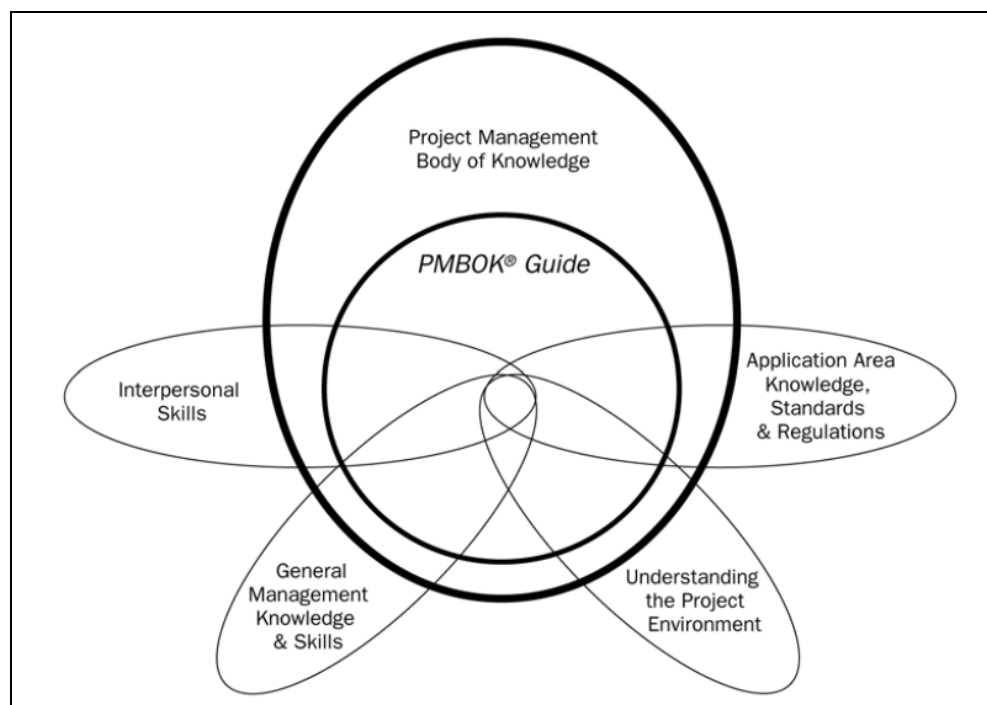 Project Management
Body of Knowledge
PMBOK® Guide
Interpersonal
Skills
Application Area
Knowledge,
Standards
& Regulations
General
Management
Knowledge
& Skills
Understanding
the Project
Environment